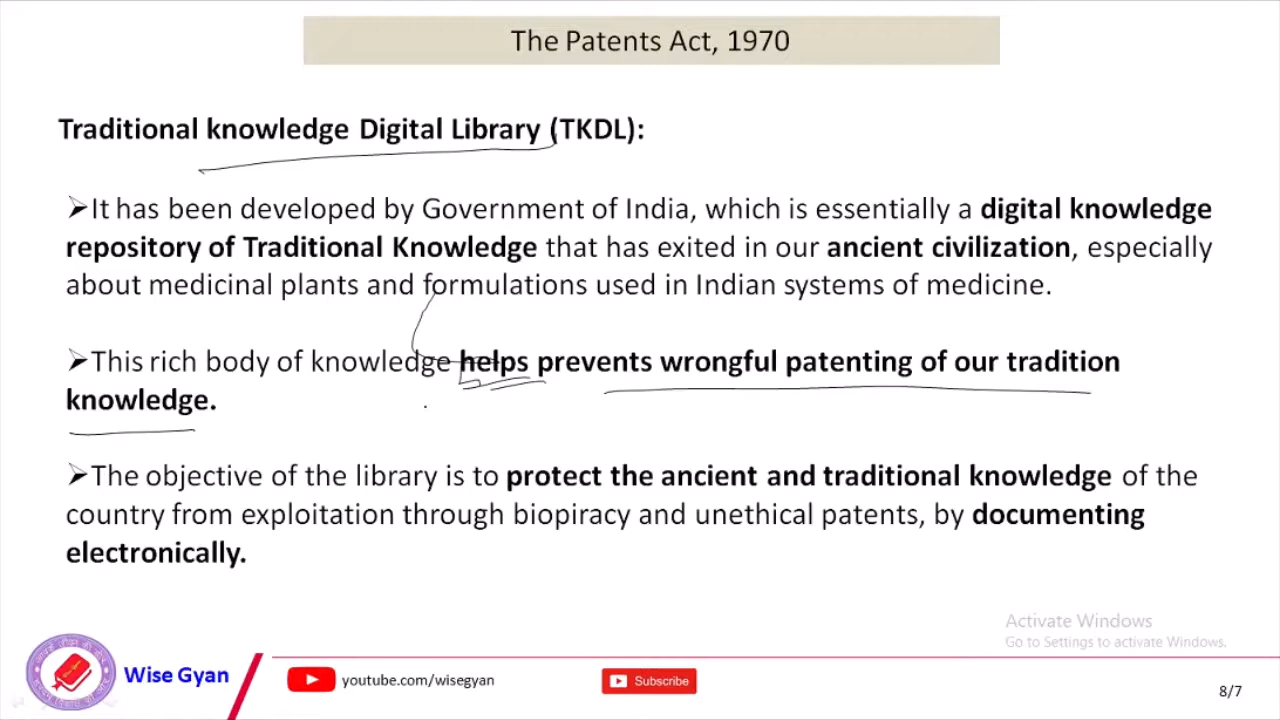 The Patents Act, 1970
Traditional knowledge Digital Library (TKDL):
➢It has been developed by Government of India, which is essentially a digital knowledge
repository of Traditional Knowledge that has exited in our ancient civilization, especially
about medicinal plants and formulations used in Indian systems of medicine.
➢This rich body of knowledge helps prevents wrongful patenting of our tradition
knowledge.
➢The objective of the library is to protect the ancient and traditional knowledge of the
country from exploitation through biopiracy and unethical patents, by documenting
electronically.
Activate Windows
Go to Settings to activate Windows.
Wise Gyan
youtube.com/wisegyan
Subscribe
8/7